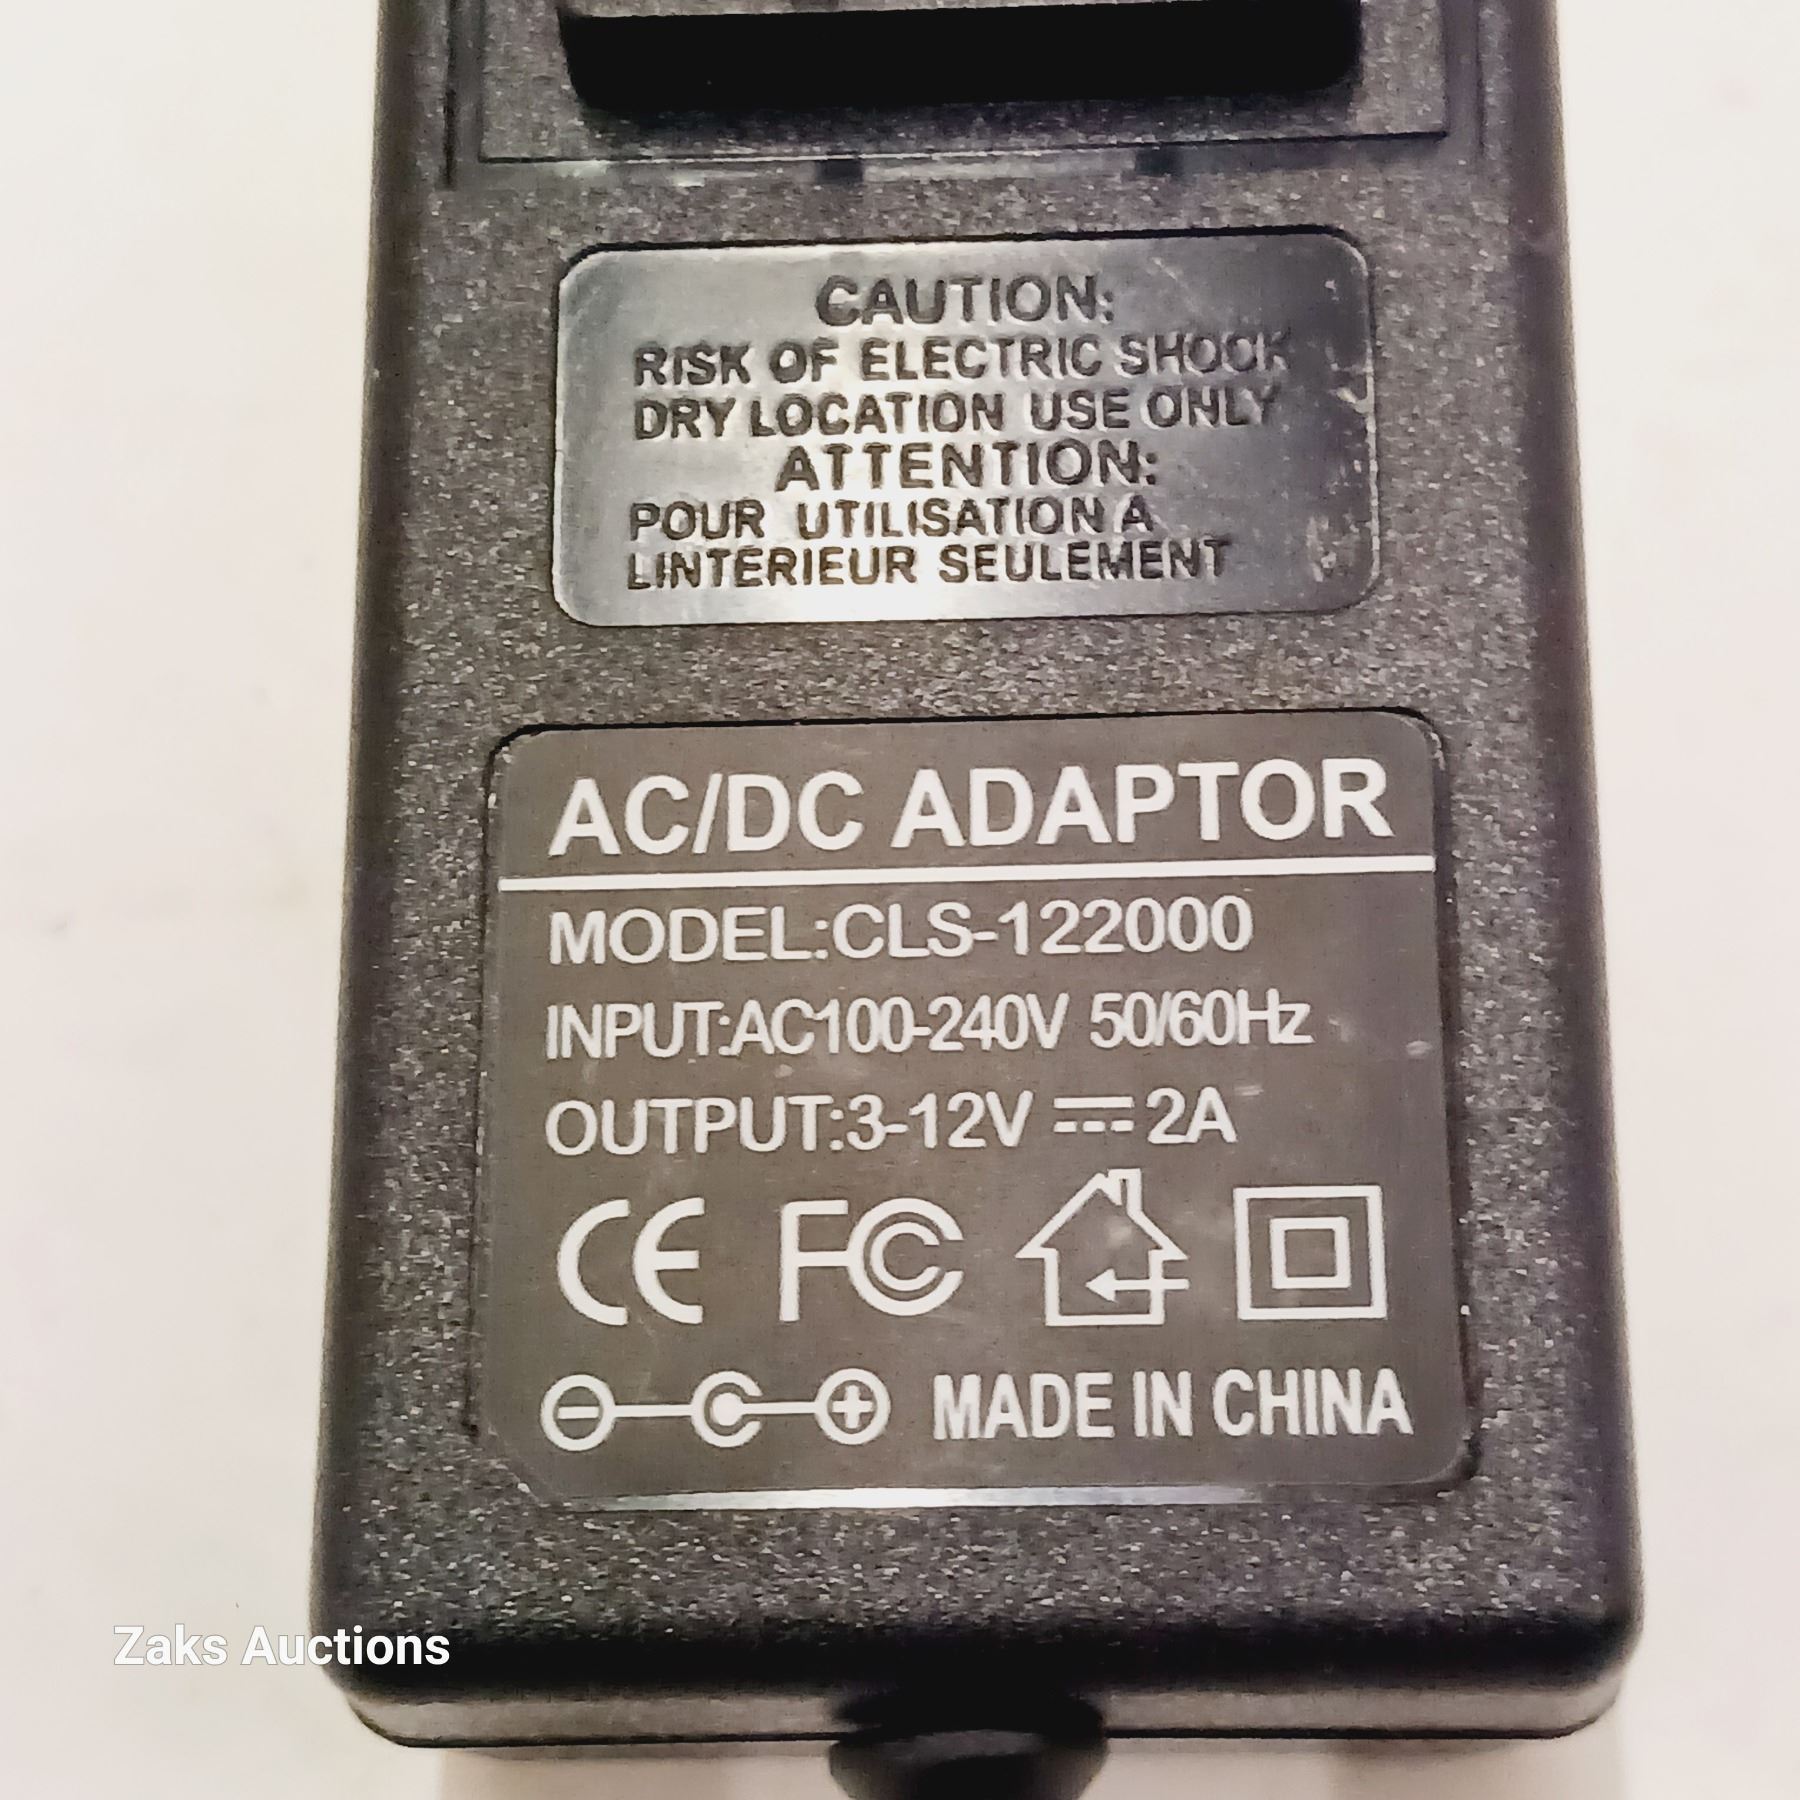 CAUTION:
RISK OF ELECTRIC SHOCK
DRY LOCATION USE ONLY
ATTENTION:
POUR UTILISATION A
LINTERIEUR SEULEMENT
AC/DC ADAPTOR
MODEL:CLS-122000
INPUT:AC100-240V 50/60Hz
OUTPUT:3-12V ⎓ 2A
CE FC
MADE IN CHINA
Zaks Auctions